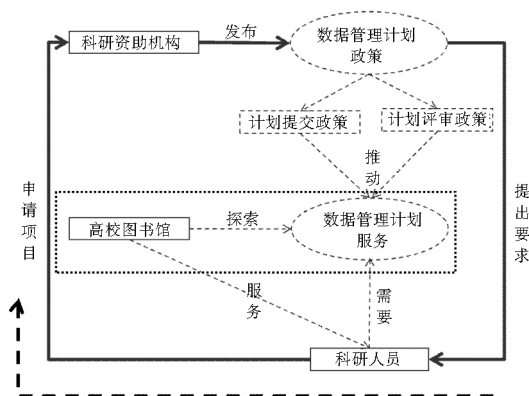 科研资助机构
发布
数据管理计划
政策
计划提交政策
计划评审政策
推动
申请项目
提出要求
高校图书馆
探索
数据管理计划
服务
服务
需要
科研人员